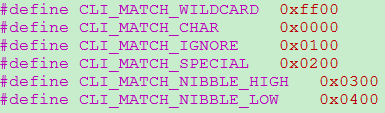 #define CLI_MATCH_WILDCARD  0xff00
#define CLI_MATCH_CHAR      0x0000
#define CLI_MATCH_IGNORE    0x0100
#define CLI_MATCH_SPECIAL   0x0200
#define CLI_MATCH_NIBBLE_HIGH   0x0300
#define CLI_MATCH_NIBBLE_LOW    0x0400